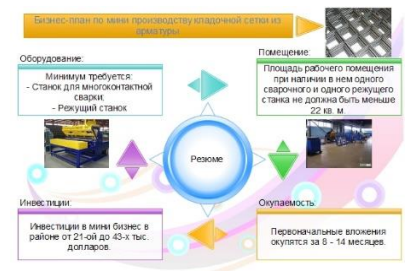 Бизнес-план по мини производству кладочной сетки из
арматуры
Оборудование:
Минимум требуется:
- Станок для многоконтактной
сварки;
- Режущий станок
Помещение:
Площадь рабочего помещения
при наличии в нем одного
сварочного и одного режущего
станка не должна быть меньше
22 кв. м.
Резюме
Инвестиции:
Инвестиции в мини бизнес в
районе от 21-ой до 43-х тыс.
долларов.
Окупаемость:
Первоначальные вложения
окупятся за 8 - 14 месяцев.